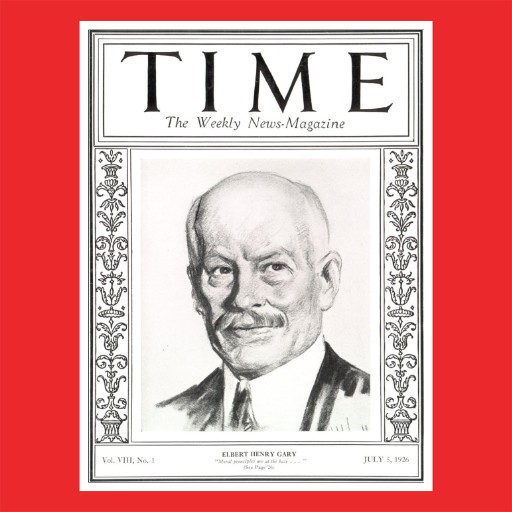 TIME
The Weekly News-Magazine
ELBERT HENRY GARY
"Moral principles are at the base . . ."
(See Page 26)
Vol. VIII, No. 1
JULY 5, 1926